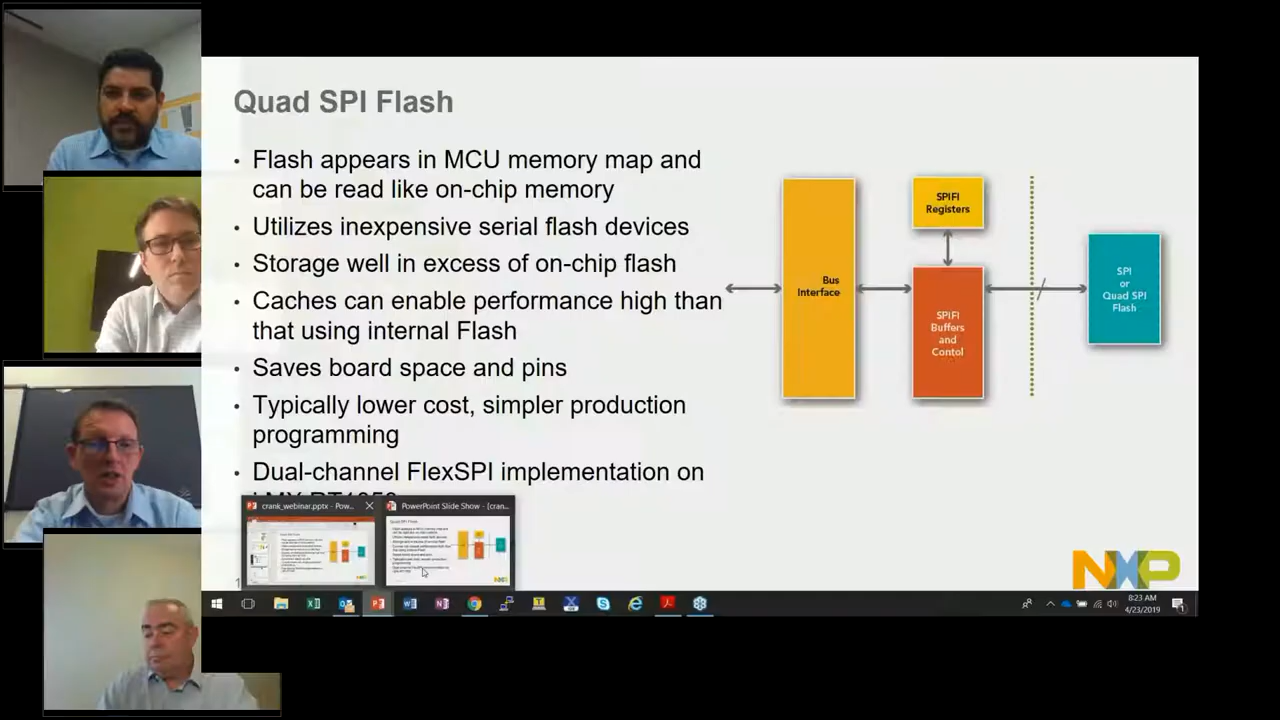 Quad SPI Flash
• Flash appears in MCU memory map and
can be read like on-chip memory
• Utilizes inexpensive serial flash devices
• Storage well in excess of on-chip flash
• Caches can enable performance high than
that using internal Flash
• Saves board space and pins
• Typically lower cost, simpler production
programming
• Dual-channel FlexSPI implementation on
Bus
Interface
SPIFI
Registers
SPIFI
Buffers
and
Contol
SPI
or
Quad SPI
Flash
crank_webinar.pptx - Pow...
PowerPoint Slide Show - [cran...
Quad SPI Flash
NXP
8:23 AM
4/23/2019